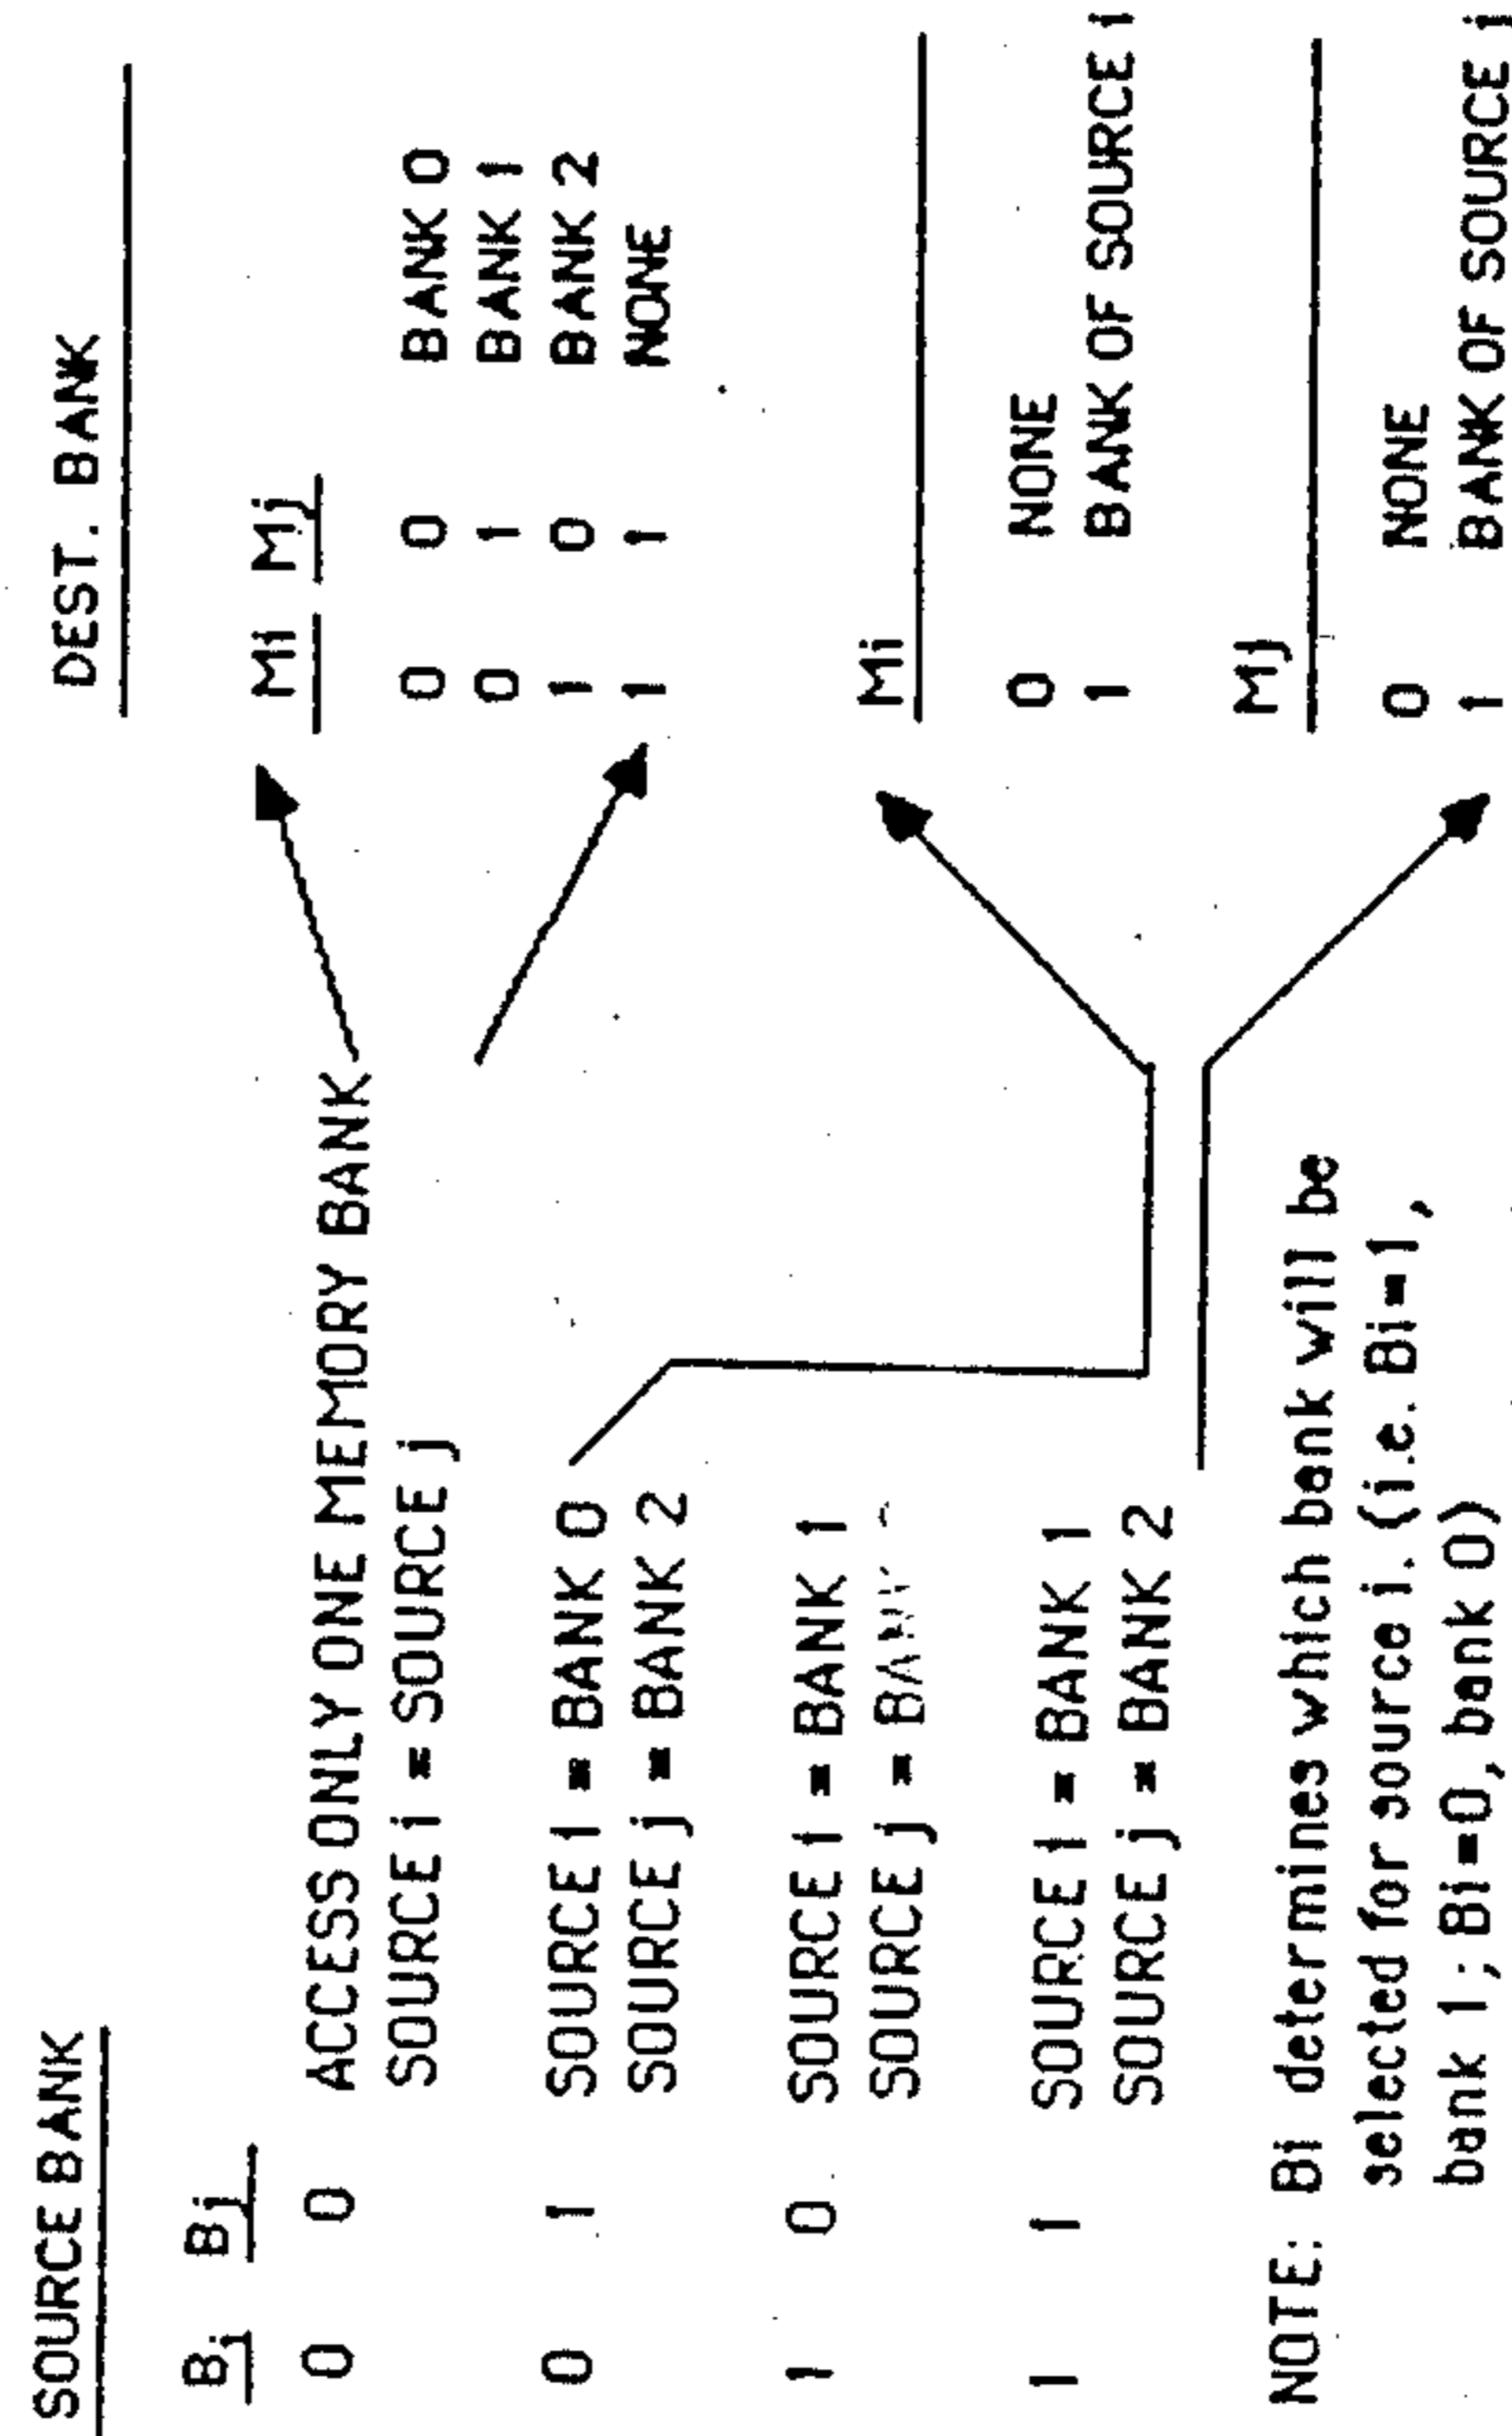 SOURCE BANK
Bi Bj
0 0 ACCESS ONLY ONE MEMORY BANK
SOURCE i = SOURCE j
0 1 SOURCE i = BANK 0
SOURCE j = BANK 2
1 0 SOURCE i = BANK 1
SOURCE j = BANK
1 1 SOURCE i = BANK 1
SOURCE j = BANK 2
NOTE: Bi determines which bank will be
selected for source i. (i.e. Bi=1,
bank 1; Bi=0, bank 0)
DEST. BANK
Mi Mj
0 0 BANK 0
0 1 BANK 1
1 0 BANK 2
1 1 NONE
Mi
0 NONE
1 BANK OF SOURCE i
Mj
0 NONE
1 BANK OF SOURCE